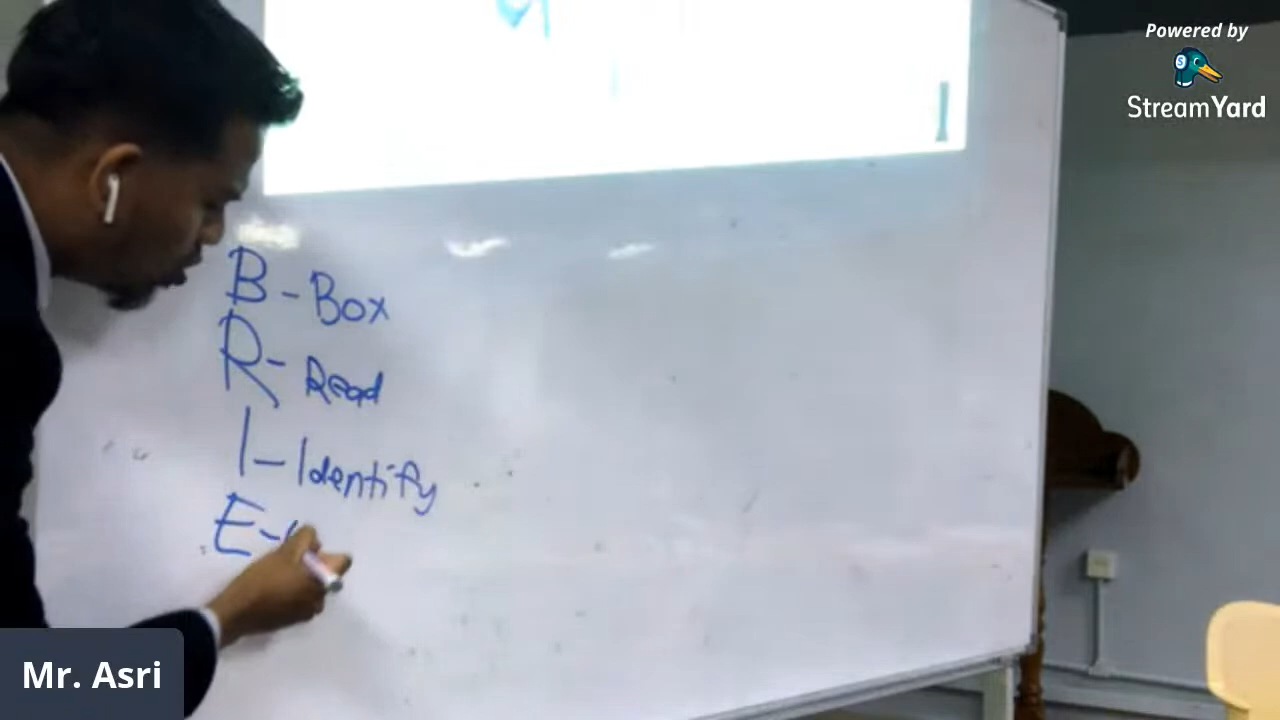 Powered by
StreamYard
B - Box
R - Read
I - Identify
E -
Mr. Asri